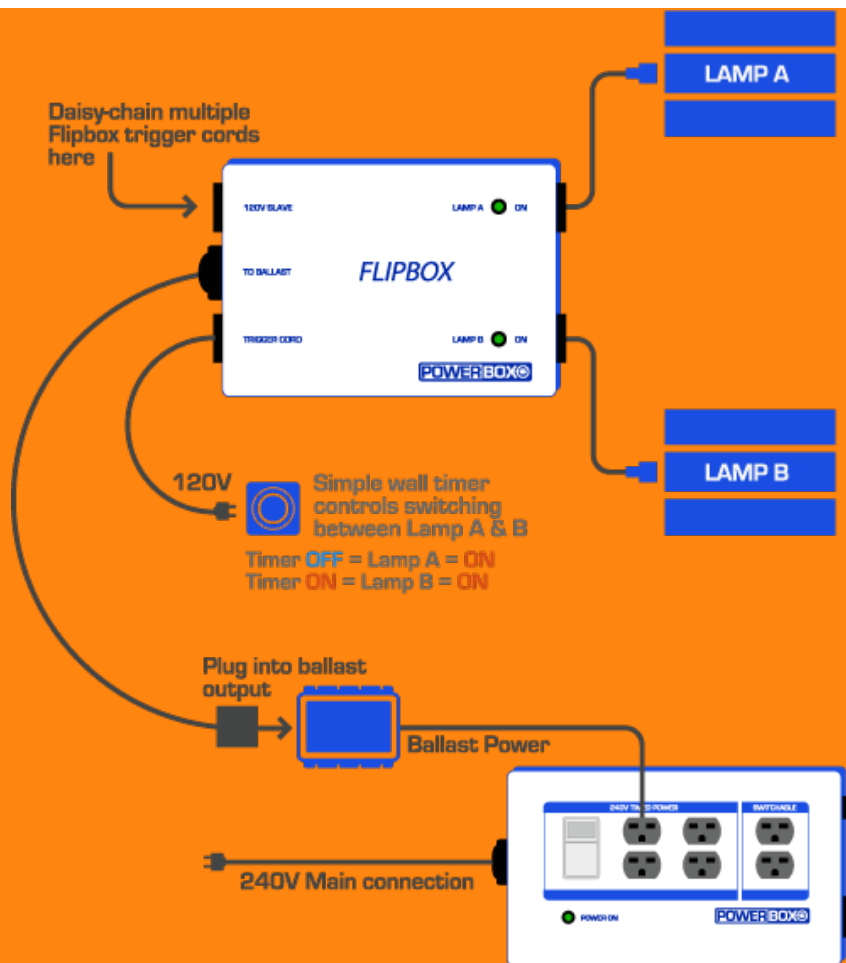 LAMP A
Daisy-chain multiple
Flipbox trigger cords
here
120V SLAVE
LAMP A ON
TO BALLAST
FLIPBOX
TRIGGER CORD
LAMP B ON
POWERBOX
LAMP B
120V
Simple wall timer
controls switching
between Lamp A & B
Timer OFF = Lamp A = ON
Timer ON = Lamp B = ON
Plug into ballast
output
Ballast Power
240V TIMED POWER
SWITCHABLE
240V Main connection
POWER ON
POWERBOX